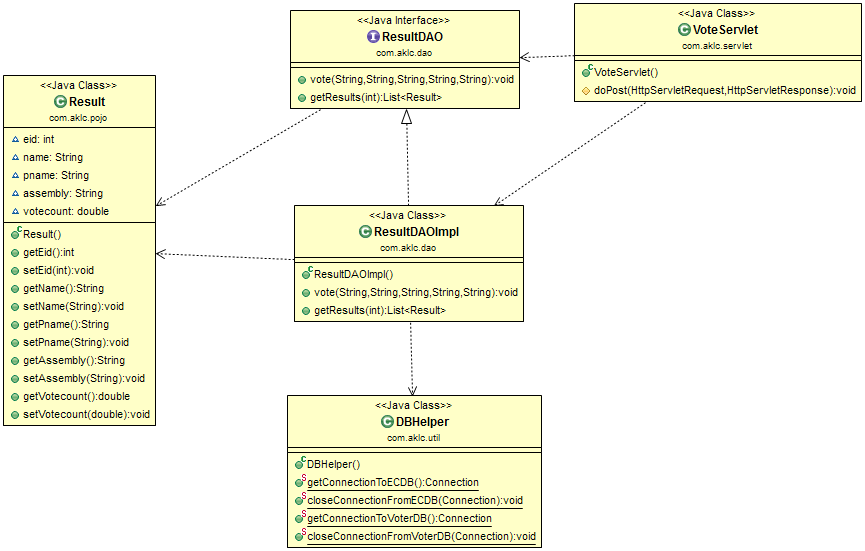 <<Java Class>>
Result
com.aklc.pojo
eid: int
name: String
pname: String
assembly: String
votecount: double
Result()
getEid():int
setEid(int):void
getName():String
setName(String):void
getPname():String
setPname(String):void
getAssembly():String
setAssembly(String):void
getVotecount():double
setVotecount(double):void
<<Java Interface>>
ResultDAO
com.aklc.dao
vote(String,String,String,String,String):void
getResults(int):List<Result>
<<Java Class>>
VoteServlet
com.aklc.servlet
VoteServlet()
doPost(HttpServletRequest,HttpServletResponse):void
<<Java Class>>
ResultDAOImpl
com.aklc.dao
ResultDAOImpl()
vote(String,String,String,String,String):void
getResults(int):List<Result>
<<Java Class>>
DBHelper
com.aklc.util
DBHelper()
getConnectionToECDB():Connection
closeConnectionFromECDB(Connection):void
getConnectionToVoterDB():Connection
closeConnectionFromVoterDB(Connection):void